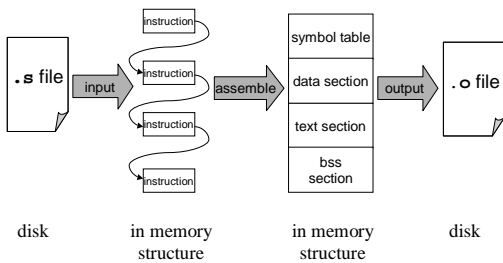 .s file
input
instruction
instruction
instruction
instruction
assemble
symbol table
data section
text section
bss
section
output
.o file
disk
in memory
structure
in memory
structure
disk